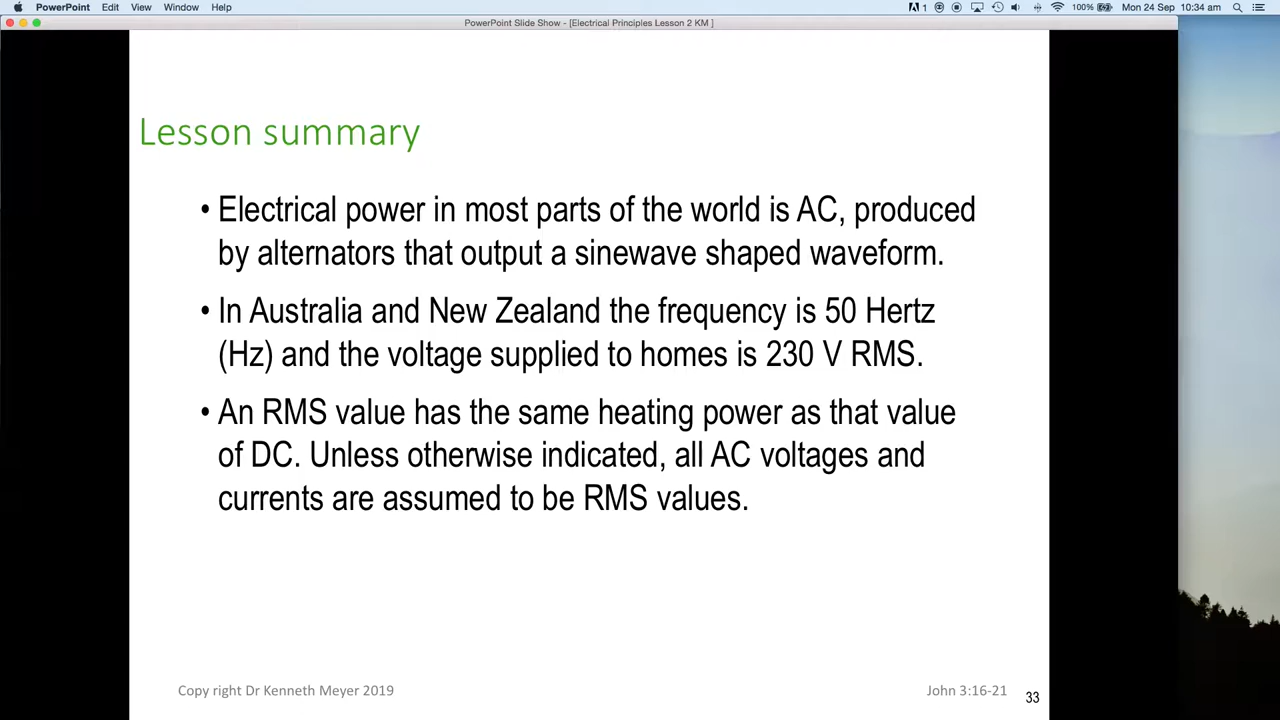 PowerPoint Edit View Window Help 1 100% Mon 24 Sep 10:34 am
PowerPoint Slide Show - [Electrical Principles Lesson 2 KM ]
Lesson summary
• Electrical power in most parts of the world is AC, produced
by alternators that output a sinewave shaped waveform.
• In Australia and New Zealand the frequency is 50 Hertz
(Hz) and the voltage supplied to homes is 230 V RMS.
• An RMS value has the same heating power as that value
of DC. Unless otherwise indicated, all AC voltages and
currents are assumed to be RMS values.
Copy right Dr Kenneth Meyer 2019
John 3:16-21
33